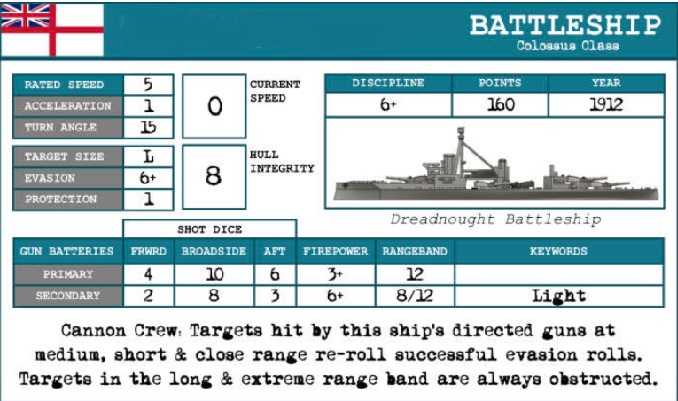 BATTLESHIP
Colossus Class
RATED SPEED 5
ACCELERATION 1
TURN ANGLE 15
0 CURRENT SPEED
TARGET SIZE L
EVASION 6+
PROTECTION 1
8 HULL INTEGRITY
DISCIPLINE POINTS YEAR
6+ 160 1912
Dreadnought Battleship
SHOT DICE
GUN BATTERIES FRWRD BROADSIDE AFT FIREPOWER RANGEBAND KEYWORDS
PRIMARY 4 10 6 3+ 12
SECONDARY 2 8 3 6+ 8/12 Light
Cannon Crew: Targets hit by this ship's directed guns at
medium, short & close range re-roll successful evasion rolls.
Targets in the long & extreme range band are always obstructed.